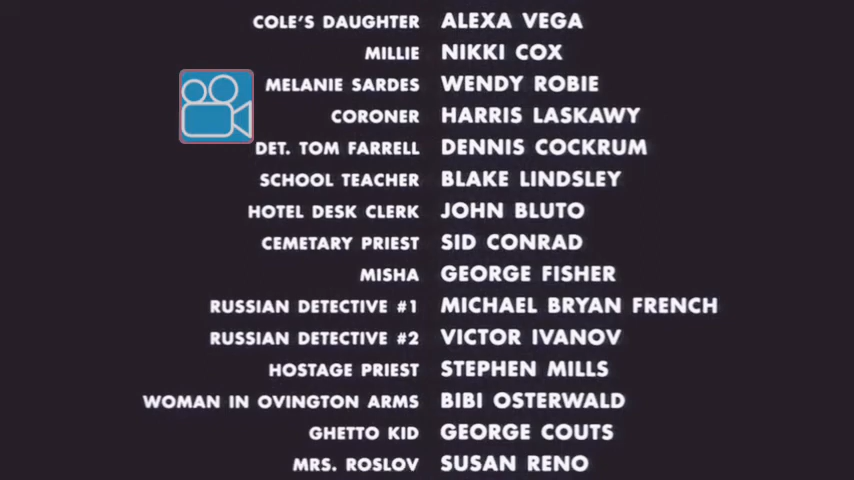 COLE'S DAUGHTER ALEXA VEGA
MILLIE NIKKI COX
MELANIE SARDES WENDY ROBIE
CORONER HARRIS LASKAWY
DET. TOM FARRELL DENNIS COCKRUM
SCHOOL TEACHER BLAKE LINDSLEY
HOTEL DESK CLERK JOHN BLUTO
CEMETARY PRIEST SID CONRAD
MISHA GEORGE FISHER
RUSSIAN DETECTIVE #1 MICHAEL BRYAN FRENCH
RUSSIAN DETECTIVE #2 VICTOR IVANOV
HOSTAGE PRIEST STEPHEN MILLS
WOMAN IN OVINGTON ARMS BIBI OSTERWALD
GHETTO KID GEORGE COUTS
MRS. ROSLOV SUSAN RENO